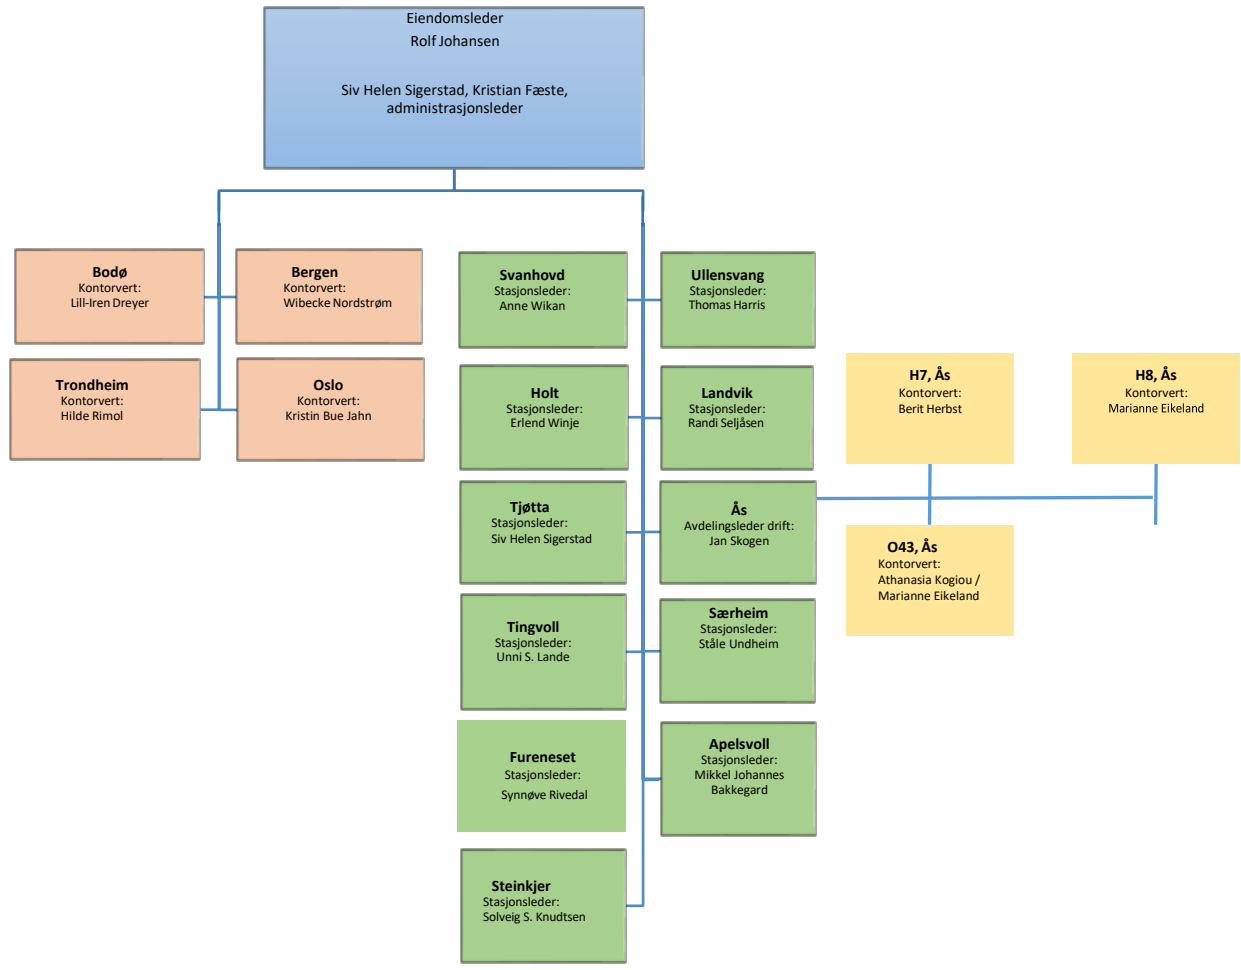 Eiendomsleder
Rolf Johansen
Siv Helen Sigerstad, Kristian Fæste,
administrasjonsleder
Bodø
Kontorvert:
Lill-Iren Dreyer
Bergen
Kontorvert:
Wibecke Nordstrøm
Trondheim
Kontorvert:
Hilde Rimol
Oslo
Kontorvert:
Kristin Bue Jahn
Svanhovd
Stasjonsleder:
Anne Wikan
Ullensvang
Stasjonsleder:
Thomas Harris
Holt
Stasjonsleder:
Erlend Winje
Landvik
Stasjonsleder:
Randi Seljåsen
H7, Ås
Kontorvert:
Berit Herbst
H8, Ås
Kontorvert:
Marianne Eikeland
Tjøtta
Stasjonsleder:
Siv Helen Sigerstad
Ås
Avdelingsleder drift:
Jan Skogen
O43, Ås
Kontorvert:
Athanasia Kogiou /
Marianne Eikeland
Tingvoll
Stasjonsleder:
Unni S. Lande
Særheim
Stasjonsleder:
Ståle Undheim
Fureneset
Stasjonsleder:
Synnøve Rivedal
Apelsvoll
Stasjonsleder:
Mikkel Johannes
Bakkegard
Steinkjer
Stasjonsleder:
Solveig S. Knudtsen